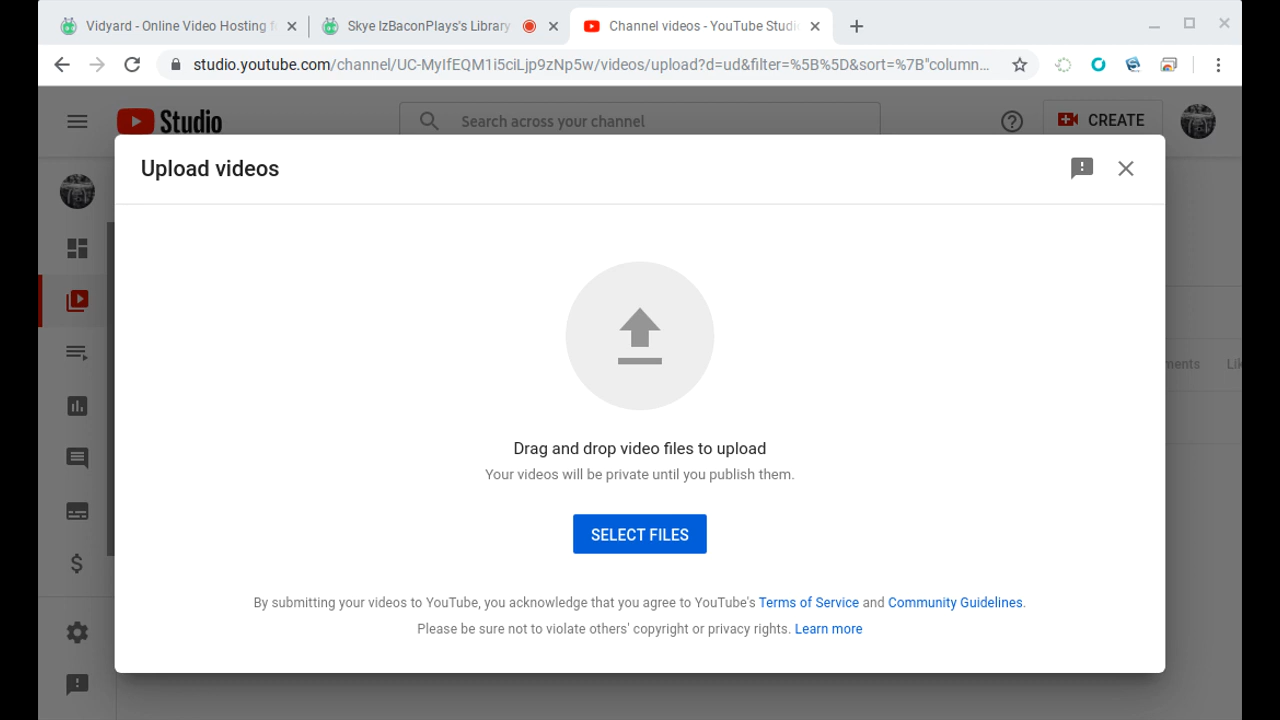 Vidyard - Online Video Hosting f
Skye IzBaconPlays's Library
Channel videos - YouTube Studi
studio.youtube.com/channel/UC-MyIfEQM1i5ciLjp9zNp5w/videos/upload?d=ud&filter=%5B%5D&sort=%7B"column...
Studio
Search across your channel
CREATE
Upload videos
ments
Lik
Drag and drop video files to upload
Your videos will be private until you publish them.
SELECT FILES
By submitting your videos to YouTube, you acknowledge that you agree to YouTube's Terms of Service and Community Guidelines.
Please be sure not to violate others' copyright or privacy rights. Learn more